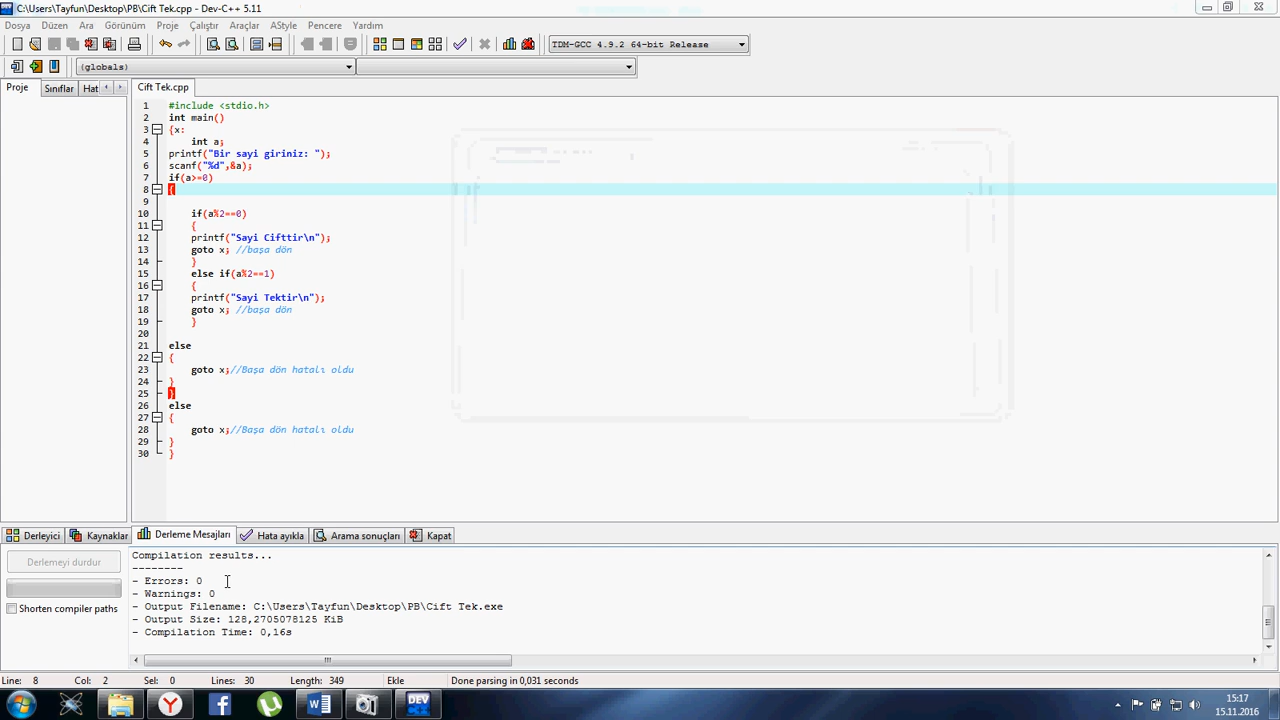 C:\Users\Tayfun\Desktop\PB\Cift Tek.cpp - Dev-C++ 5.11
Dosya Düzen Ara Görünüm Proje Çalıştır Araçlar AStyle Pencere Yardım
TDM-GCC 4.9.2 64-bit Release
(globals)
Proje Sınıflar Hat
Cift Tek.cpp
1 #include <stdio.h>
2 int main()
3 {x:
4 int a;
5 printf("Bir sayi giriniz: ");
6 scanf("%d",&a);
7 if(a>=0)
8 {
9
10 if(a%2==0)
11 {
12 printf("Sayi Cifttir\n");
13 goto x; //başa dön
14 }
15 else if(a%2==1)
16 {
17 printf("Sayi Tektir\n");
18 goto x; //başa dön
19 }
20
21 else
22 {
23 goto x;//Başa dön hatalı oldu
24 }
25 }
26 else
27 {
28 goto x;//Başa dön hatalı oldu
29 }
30 }
Derleyici Kaynaklar Derleme Mesajları Hata ayıkla Arama sonuçları Kapat
Derlemeyi durdur
Shorten compiler paths
Compilation results...
--------
- Errors: 0
- Warnings: 0
- Output Filename: C:\Users\Tayfun\Desktop\PB\Cift Tek.exe
- Output Size: 128,2705078125 KiB
- Compilation Time: 0,16s
Line: 8 Col: 2 Sel: 0 Lines: 30 Length: 349 Ekle Done parsing in 0,031 seconds
DEV
15:17
15.11.2016